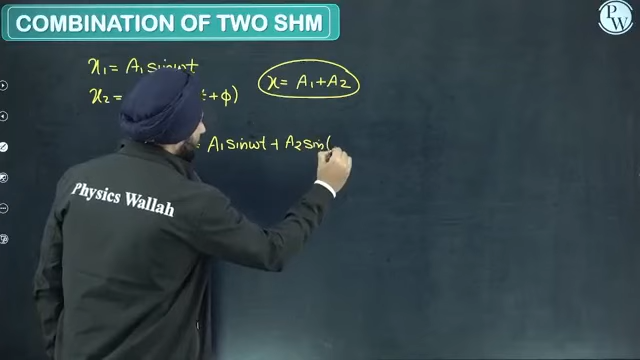 COMBINATION OF TWO SHM
PW
x₁ = A₁ sinωt
x₂ = t + ϕ)
x = A₁ + A₂
= A₁ sinωt + A₂ sin(
Physics Wallah